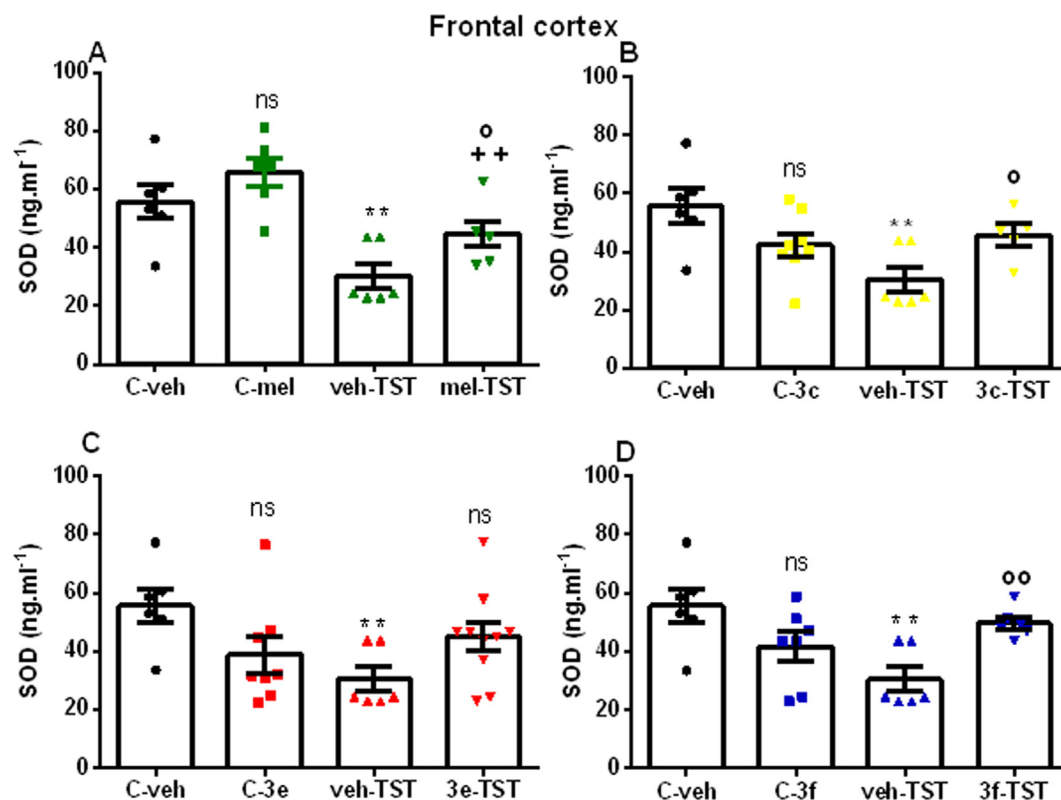 Frontal cortex
A
SOD (ng.ml-1)
100
80
60
40
20
0
ns
**
o
++
C-veh C-mel veh-TST mel-TST
B
SOD (ng.ml-1)
100
80
60
40
20
0
ns
**
o
C-veh C-3c veh-TST 3c-TST
C
SOD (ng.ml-1)
100
80
60
40
20
0
ns
**
ns
C-veh C-3e veh-TST 3e-TST
D
SOD (ng.ml-1)
100
80
60
40
20
0
ns
**
oo
C-veh C-3f veh-TST 3f-TST